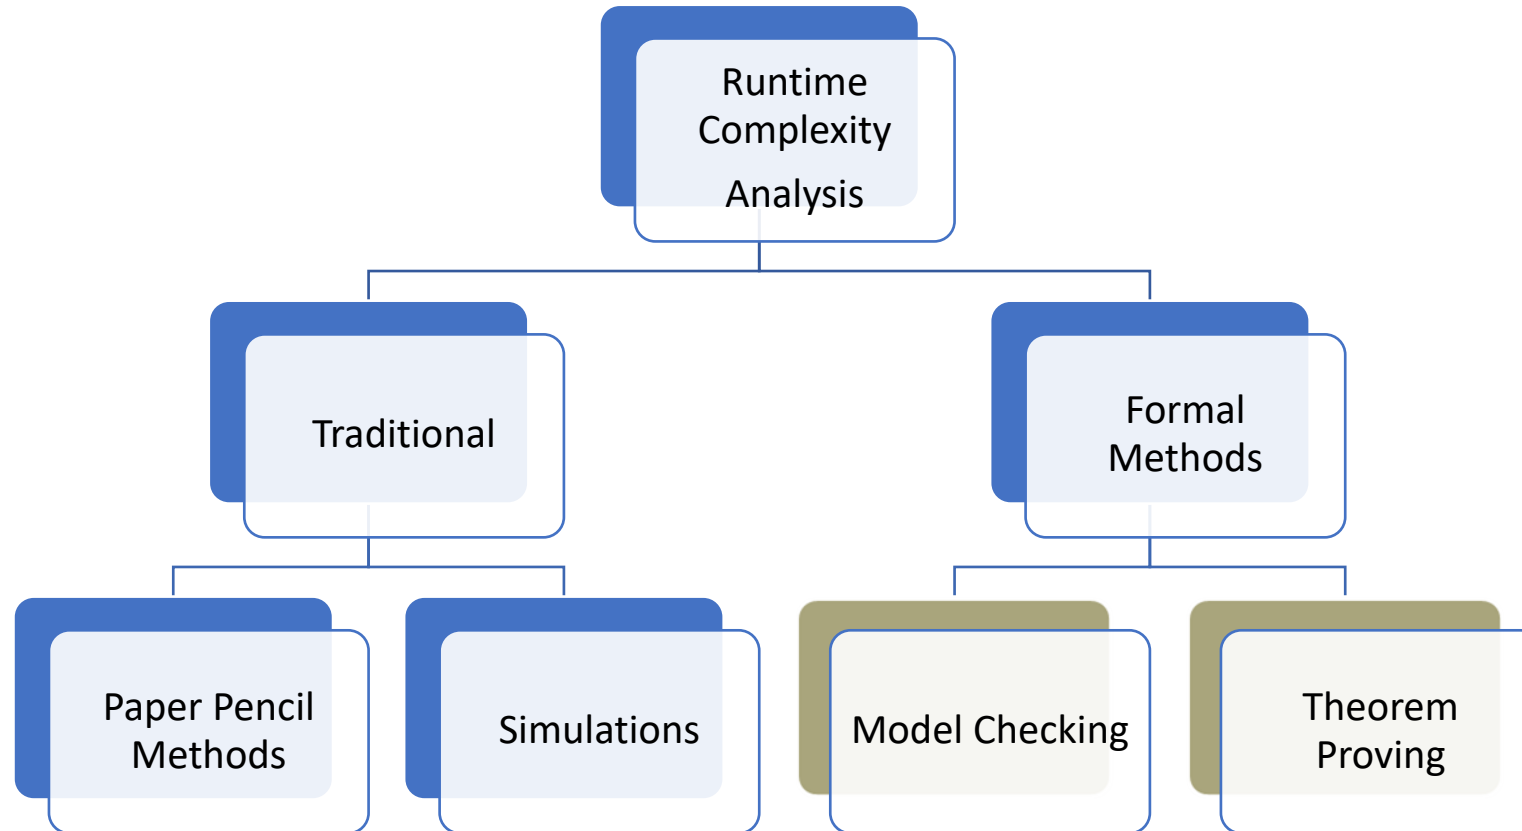 Runtime
Complexity
Analysis
Traditional
Formal
Methods
Paper Pencil
Methods
Simulations
Model Checking
Theorem
Proving